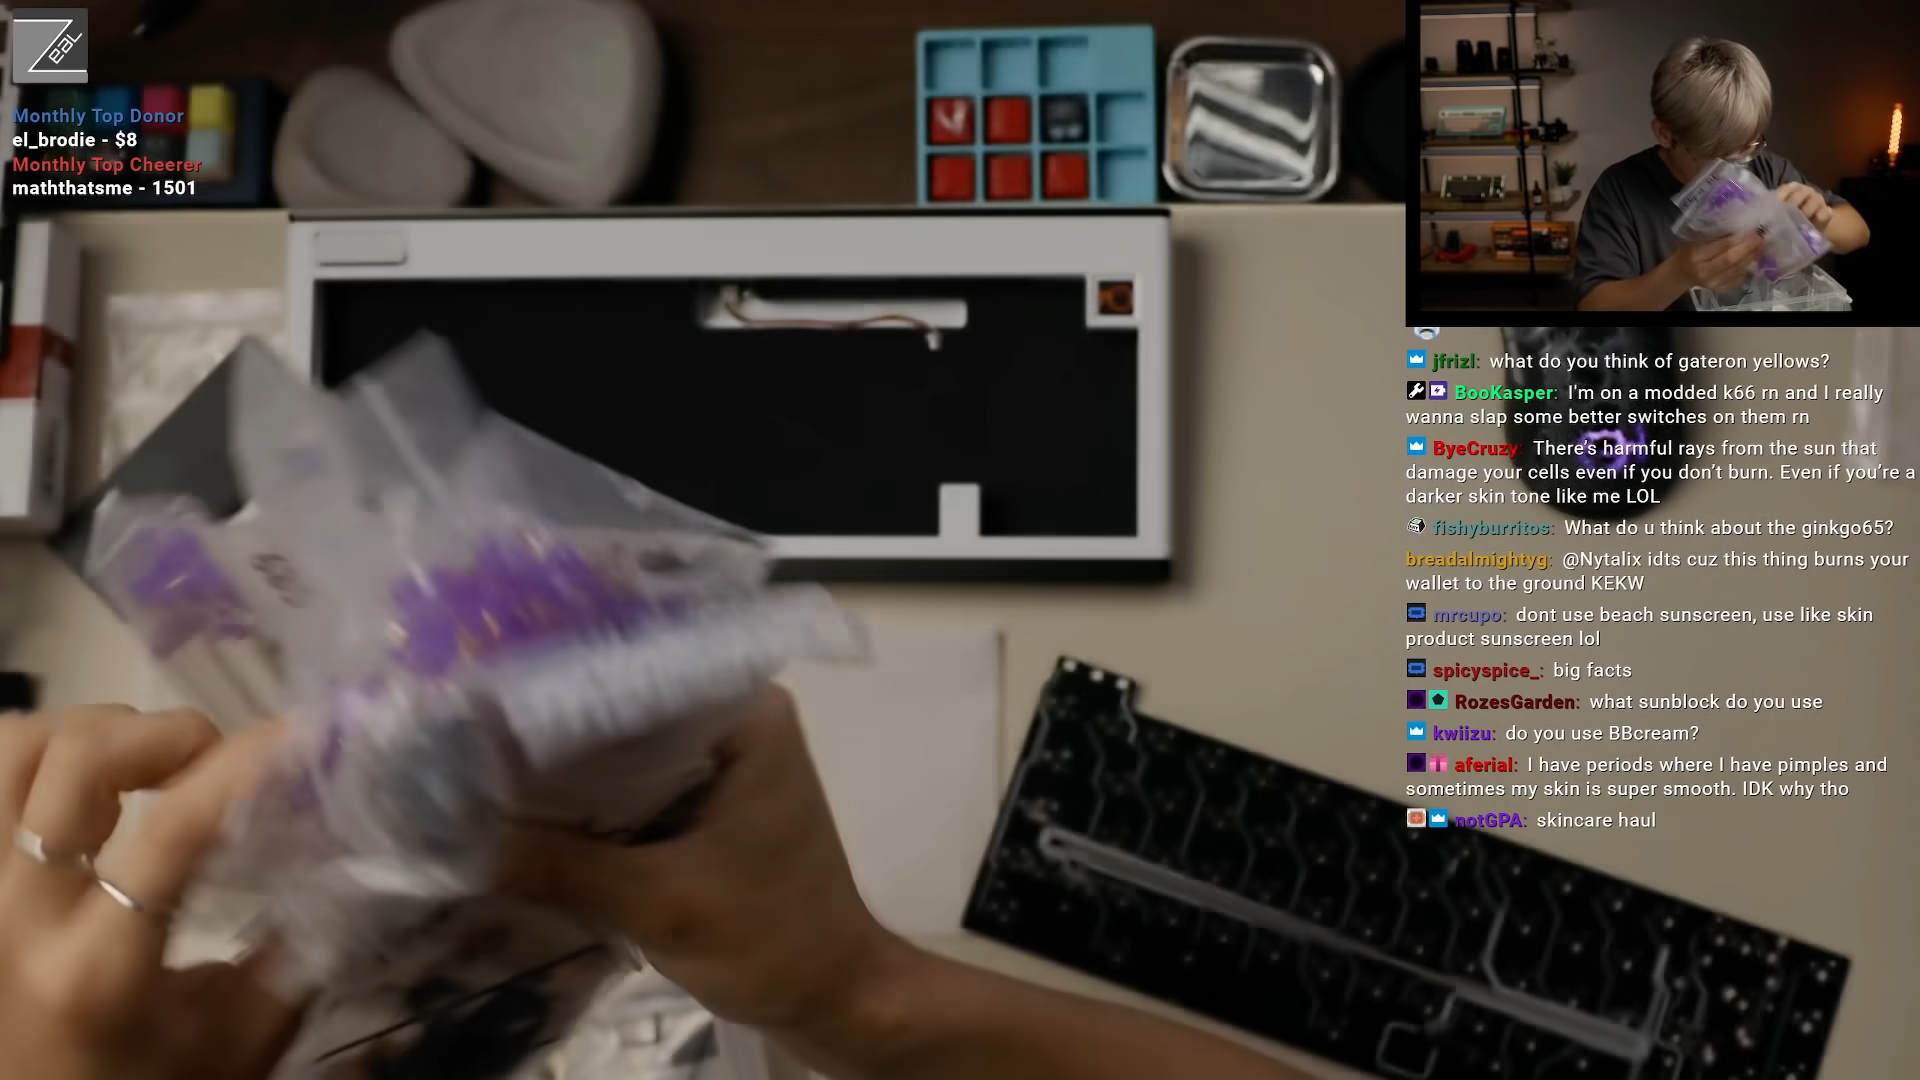 Zeal
Monthly Top Donor
el_brodie - $8
Monthly Top Cheerer
maththatsme - 1501
jfrizl: what do you think of gateron yellows?
BooKasper: I'm on a modded k66 rn and I really
wanna slap some better switches on them rn
ByeCruzy: There's harmful rays from the sun that
damage your cells even if you don't burn. Even if you're a
darker skin tone like me LOL
fishyburritos: What do u think about the ginkgo65?
breadalmightyg: @Nytalix idts cuz this thing burns your
wallet to the ground KEKW
mrcupo: dont use beach sunscreen, use like skin
product sunscreen lol
spicyspice_: big facts
RozesGarden: what sunblock do you use
kwiizu: do you use BBcream?
aferial: I have periods where I have pimples and
sometimes my skin is super smooth. IDK why tho
notGPA: skincare haul